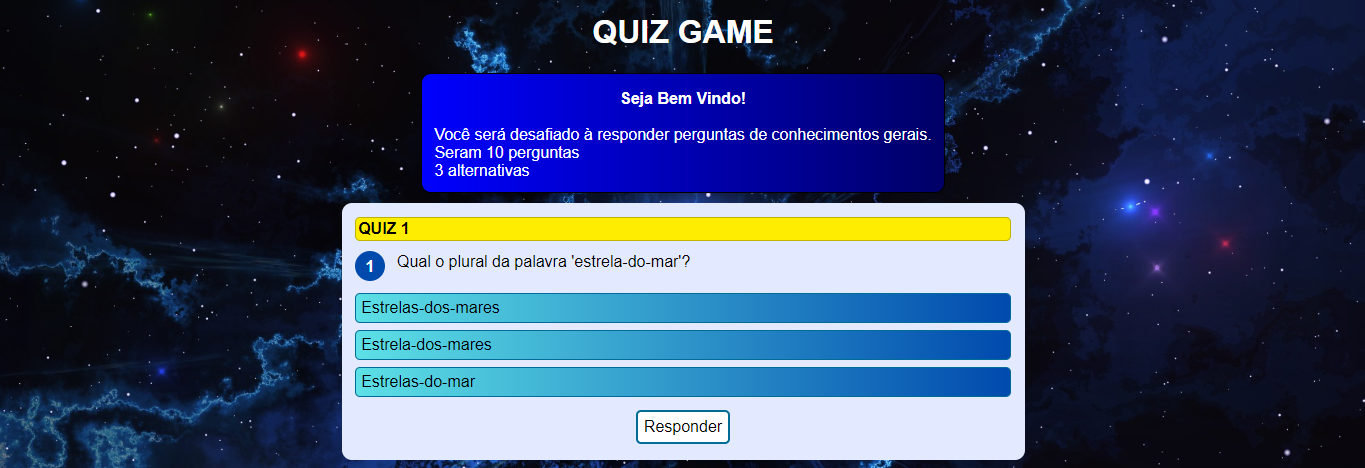 QUIZ GAME
Seja Bem Vindo!
Você será desafiado à responder perguntas de conhecimentos gerais.
Seram 10 perguntas
3 alternativas
QUIZ 1
1 Qual o plural da palavra 'estrela-do-mar'?
Estrelas-dos-mares
Estrela-dos-mares
Estrelas-do-mar
Responder